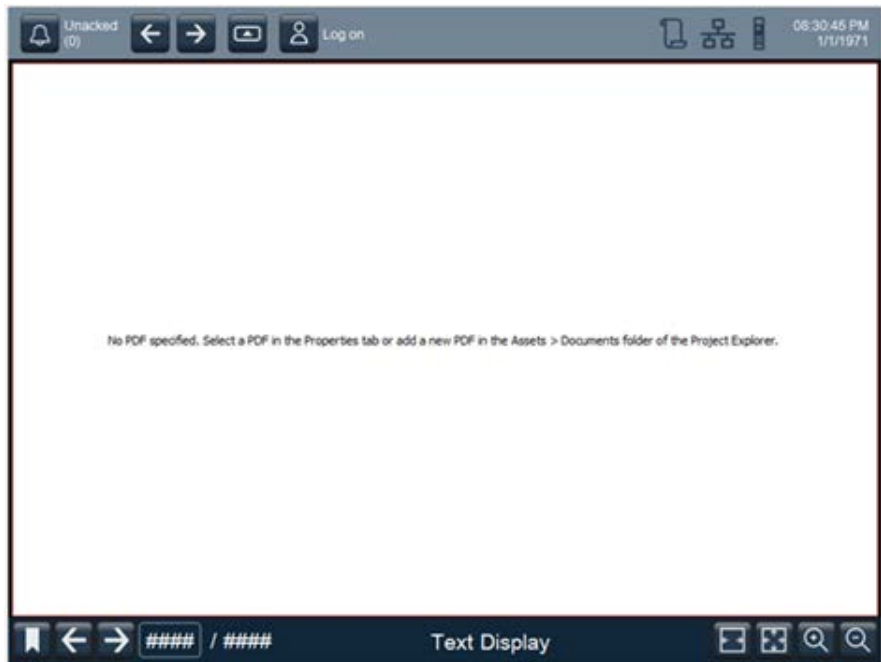 Unacked
(0)
Log on
08:30:45 PM
1/1/1971
No PDF specified. Select a PDF in the Properties tab or add a new PDF in the Assets > Documents folder of the Project Explorer.
#### / ####
Text Display